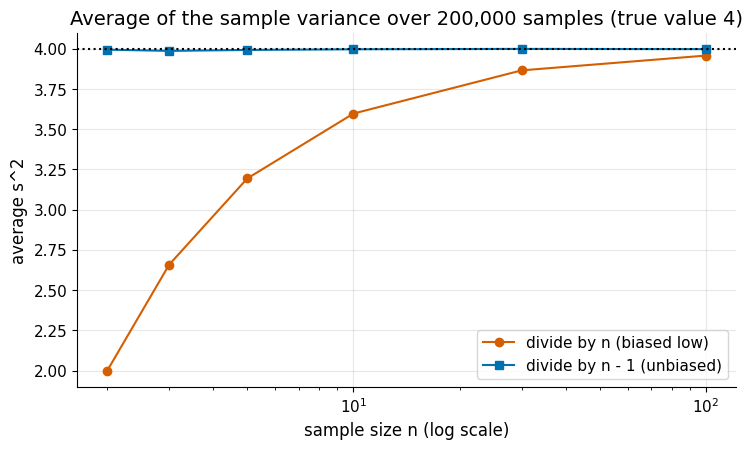 Average of the sample variance over 200,000 samples (true value 4)
average s^2
4.00
3.75
3.50
3.25
3.00
2.75
2.50
2.25
2.00
divide by n (biased low)
divide by n - 1 (unbiased)
10¹
10²
sample size n (log scale)